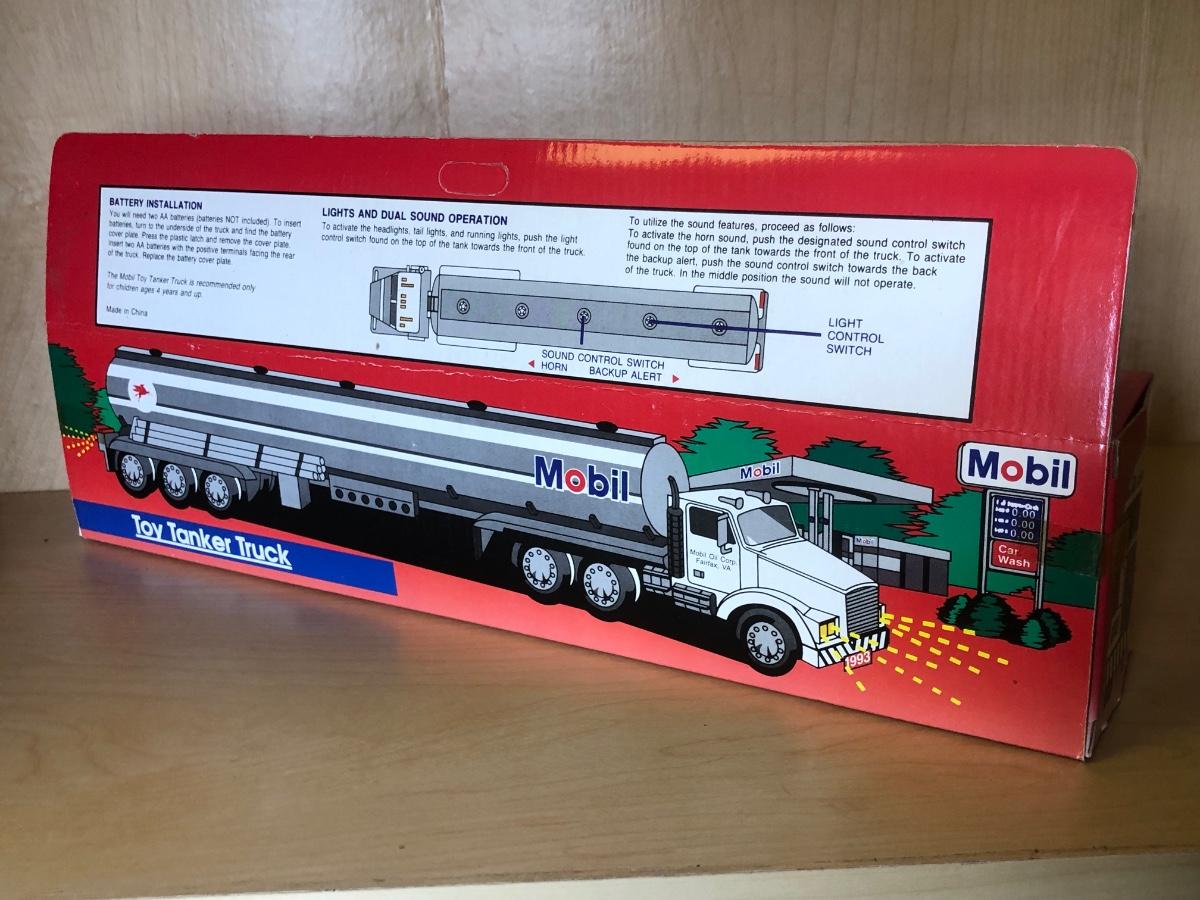 BATTERY INSTALLATION
You will need two AA batteries (batteries NOT included). To insert
batteries, turn to the underside of the truck and find the battery
cover plate. Press the plastic latch and remove the cover plate.
Insert two AA batteries with the positive terminals facing the rear
of the truck. Replace the battery cover plate.
The Mobil Toy Tanker Truck is recommended only
for children ages 4 years and up.
Made in China
LIGHTS AND DUAL SOUND OPERATION
To activate the headlights, tail lights, and running lights, push the light
control switch found on the top of the tank towards the front of the truck.
To utilize the sound features, proceed as follows:
To activate the horn sound, push the designated sound control switch
found on the top of the tank towards the front of the truck. To activate
the backup alert, push the sound control switch towards the back
of the truck. In the middle position the sound will not operate.
LIGHT
CONTROL
SWITCH
SOUND CONTROL SWITCH
HORN BACKUP ALERT
Mobil
Mobil
Mobil
0.00
0.00
0.00
Car
Wash
Mobil
Mobil Oil Corp.
Fairfax, VA
1993
Toy Tanker Truck